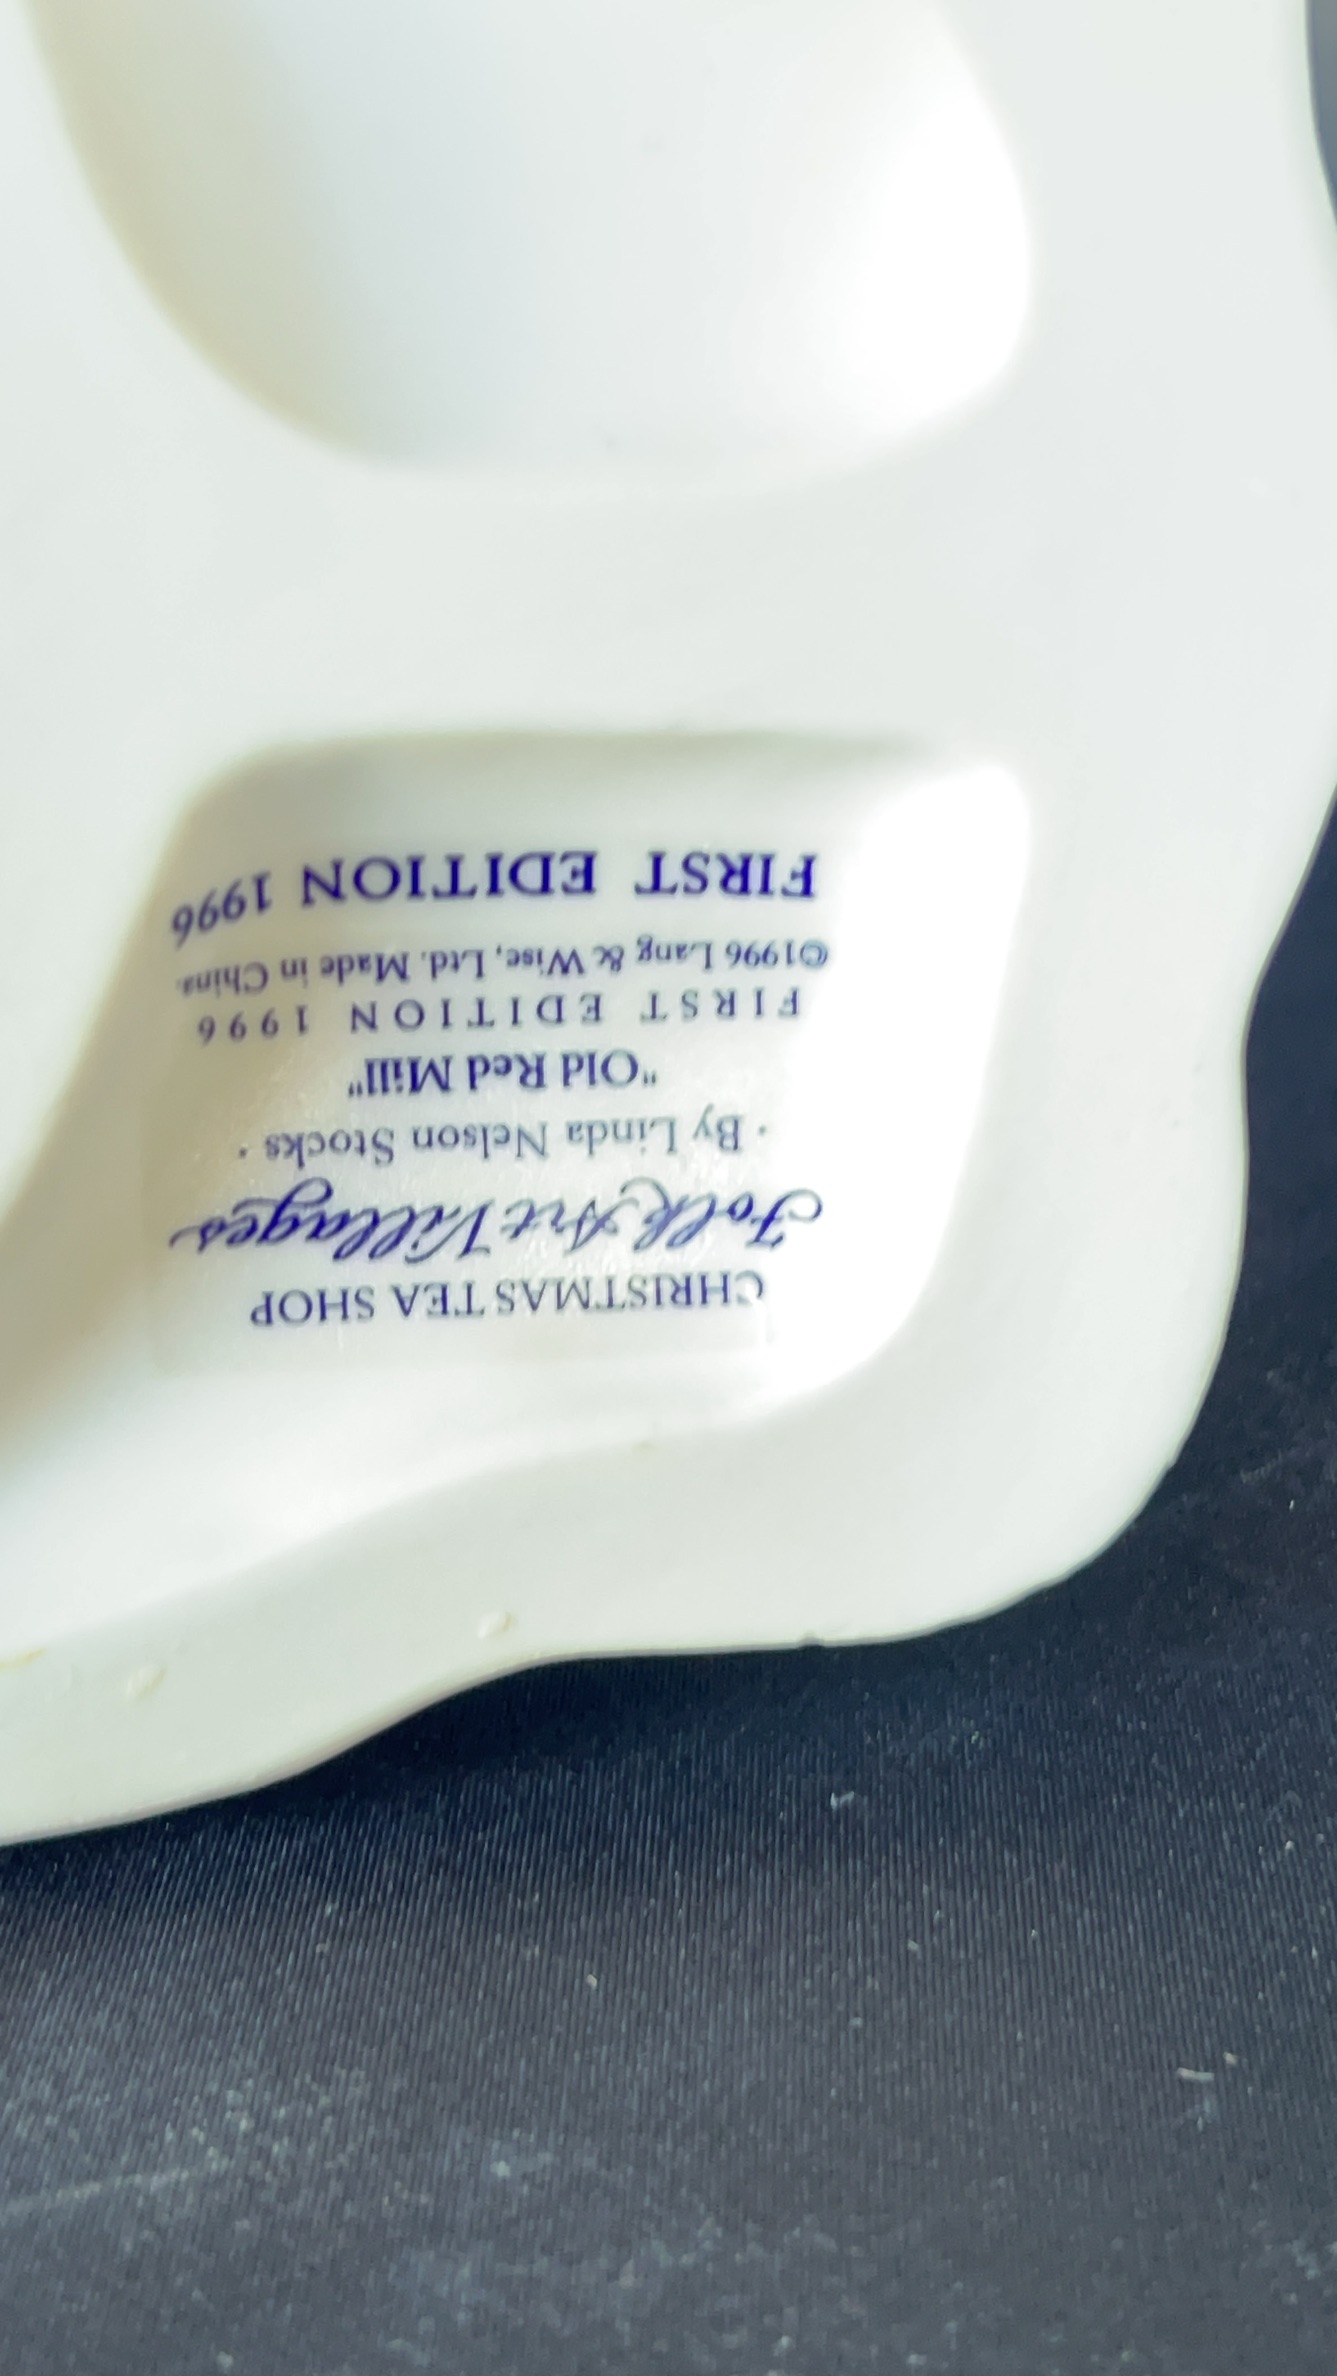 CHRISTMAS TEA SHOP
Folk Art Villages
· By Linda Nelson Stocks ·
"Old Red Mill"
FIRST EDITION 1996
©1996 Lang & Wise, Ltd. Made in China.
FIRST EDITION 1996